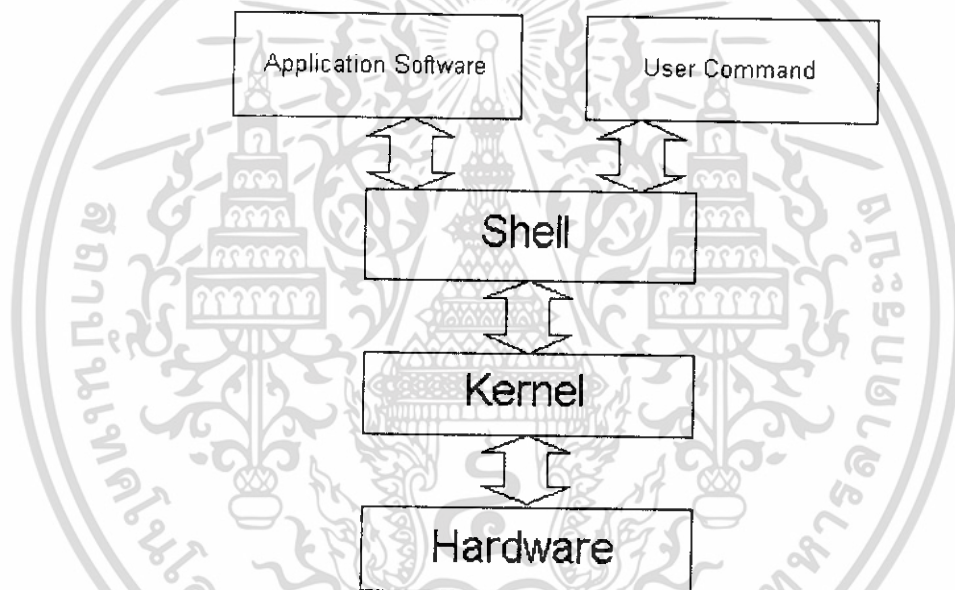 Application Software
User Command
Shell
Kernel
Hardware